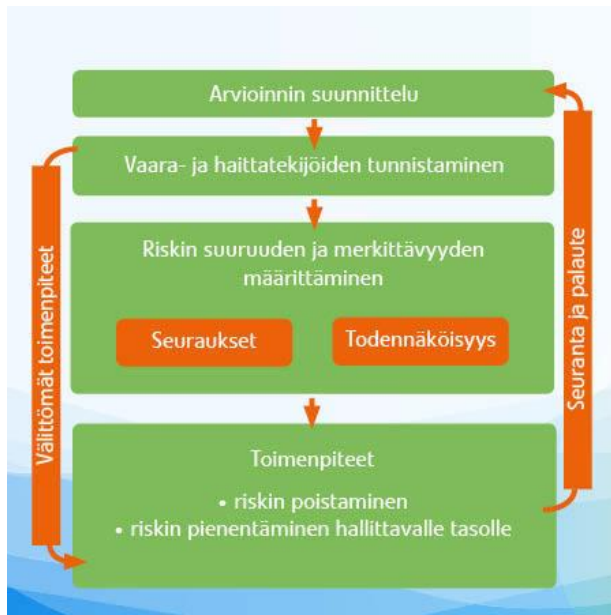 Arvioinnin suunnittelu
Vaara- ja haittatekijöiden tunnistaminen
Riskin suuruuden ja merkittävyyden
määrittäminen
Seuraukset
Todennäköisyys
Toimenpiteet
• riskin poistaminen
• riskin pienentäminen hallittavalle tasolle
Välittömät toimenpiteet
Seuranta ja palaute